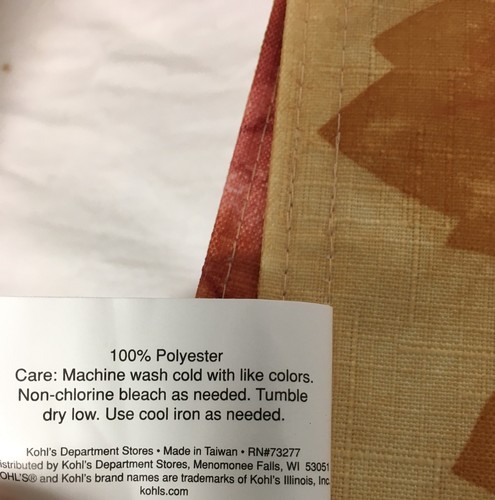 100% Polyester
Care: Machine wash cold with like colors.
Non-chlorine bleach as needed. Tumble
dry low. Use cool iron as needed.
Kohl's Department Stores • Made in Taiwan • RN#73277
istributed by Kohl's Department Stores, Menomonee Falls, WI 53051
OHL'S® and Kohl's brand names are trademarks of Kohl's Illinois, Inc
kohls.com